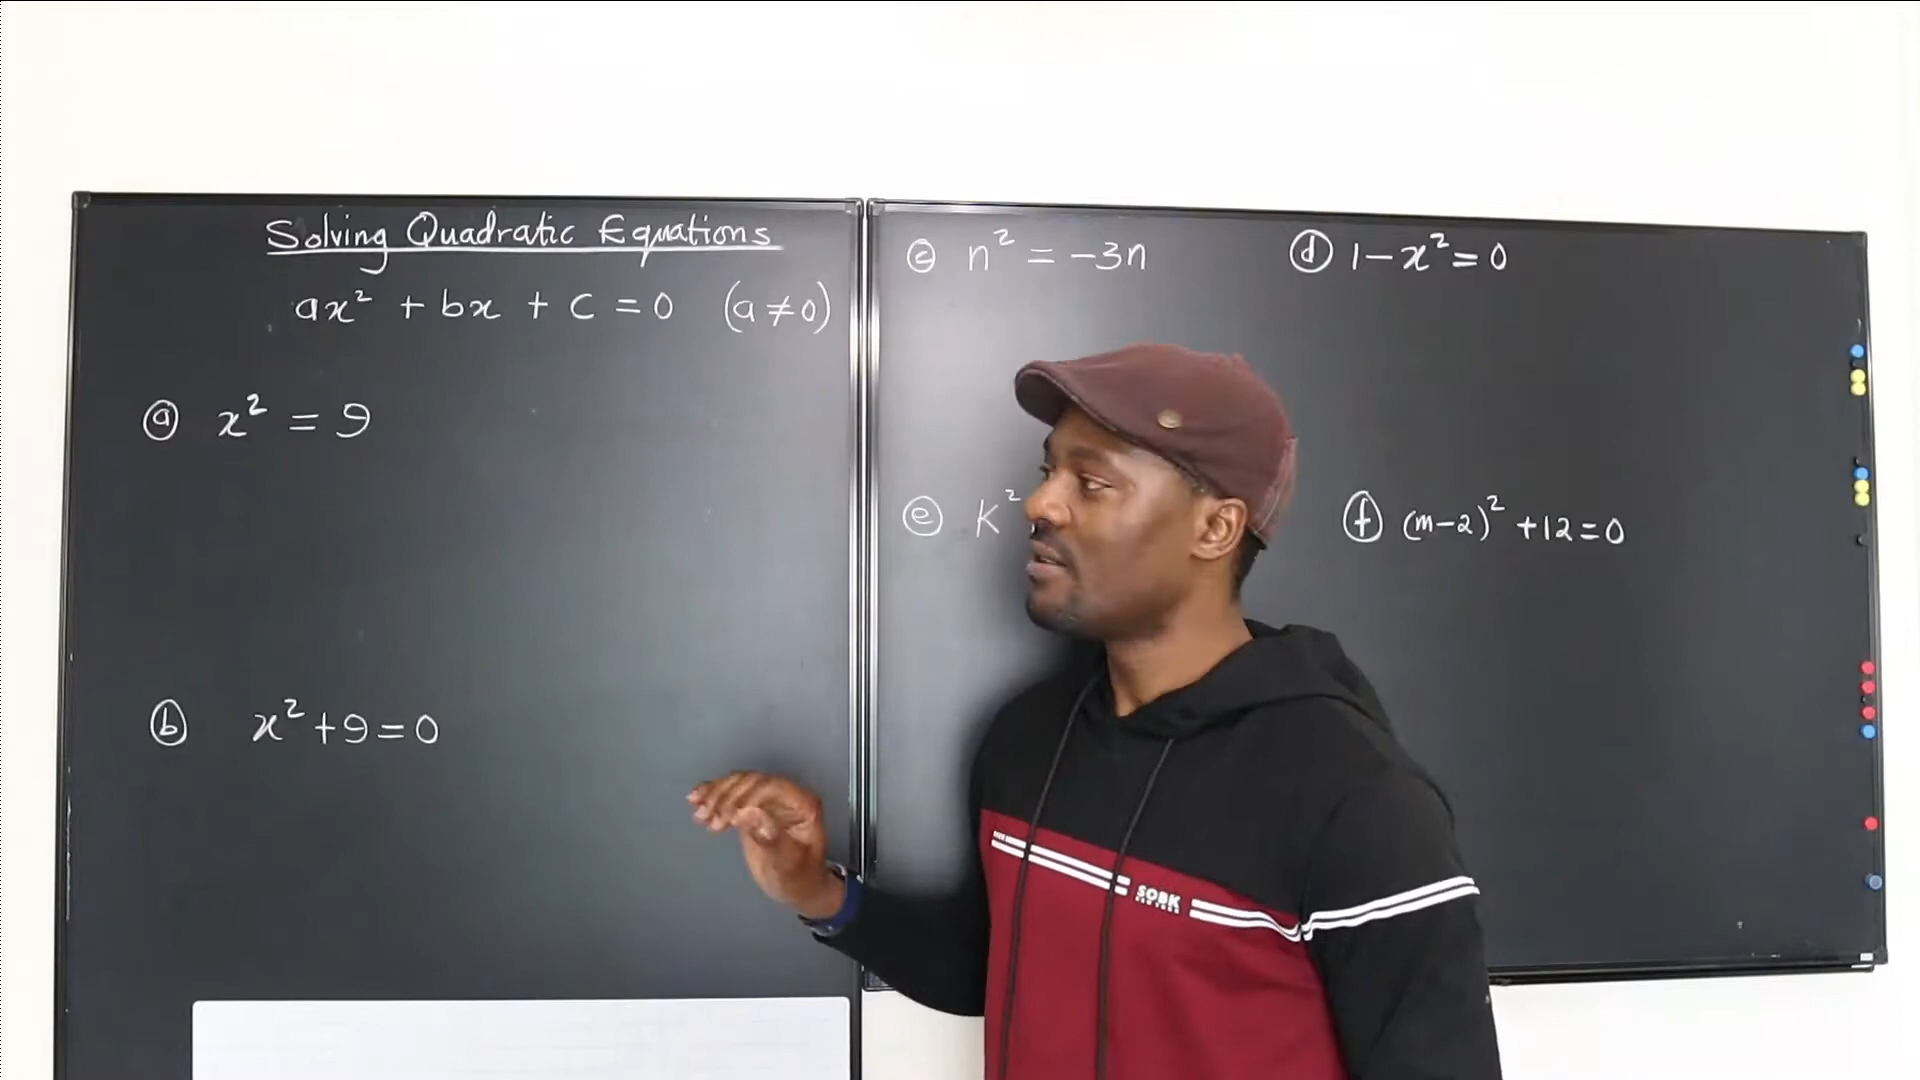 Solving Quadratic Equations
ax² + bx + c = 0 (a ≠ 0)
ⓐ x² = 9
ⓑ x² + 9 = 0
ⓒ n² = -3n
ⓓ 1 - x² = 0
ⓔ k²
ⓕ (m-2)² + 12 = 0
SOBK